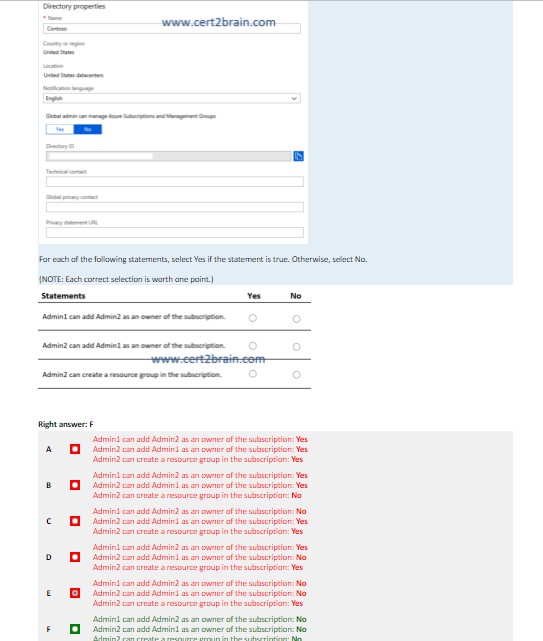 Directory properties
www.cert2brain.com
* Name
Contoso
Country or region
United States
Location
United States datacenters
Notification language
English
Global admin can manage Azure Subscriptions and Management Groups
Yes No
Directory ID
Technical contact
Global privacy contact
Privacy statement URL
For each of the following statements, select Yes if the statement is true. Otherwise, select No.
(NOTE: Each correct selection is worth one point.)
Statements Yes No
Admin1 can add Admin2 as an owner of the subscription.
Admin2 can add Admin1 as an owner of the subscription.
www.cert2brain.com
Admin2 can create a resource group in the subscription.
Right answer: F
Admin1 can add Admin2 as an owner of the subscription: Yes
A Admin2 can add Admin1 as an owner of the subscription: Yes
Admin2 can create a resource group in the subscription: Yes
Admin1 can add Admin2 as an owner of the subscription: Yes
B Admin2 can add Admin1 as an owner of the subscription: Yes
Admin2 can create a resource group in the subscription: No
Admin1 can add Admin2 as an owner of the subscription: No
C Admin2 can add Admin1 as an owner of the subscription: Yes
Admin2 can create a resource group in the subscription: Yes
Admin1 can add Admin2 as an owner of the subscription: Yes
D Admin2 can add Admin1 as an owner of the subscription: No
Admin2 can create a resource group in the subscription: Yes
Admin1 can add Admin2 as an owner of the subscription: No
E Admin2 can add Admin1 as an owner of the subscription: No
Admin2 can create a resource group in the subscription: Yes
Admin1 can add Admin2 as an owner of the subscription: No
F Admin2 can add Admin1 as an owner of the subscription: No
Admin2 can create a resource group in the subscription: No